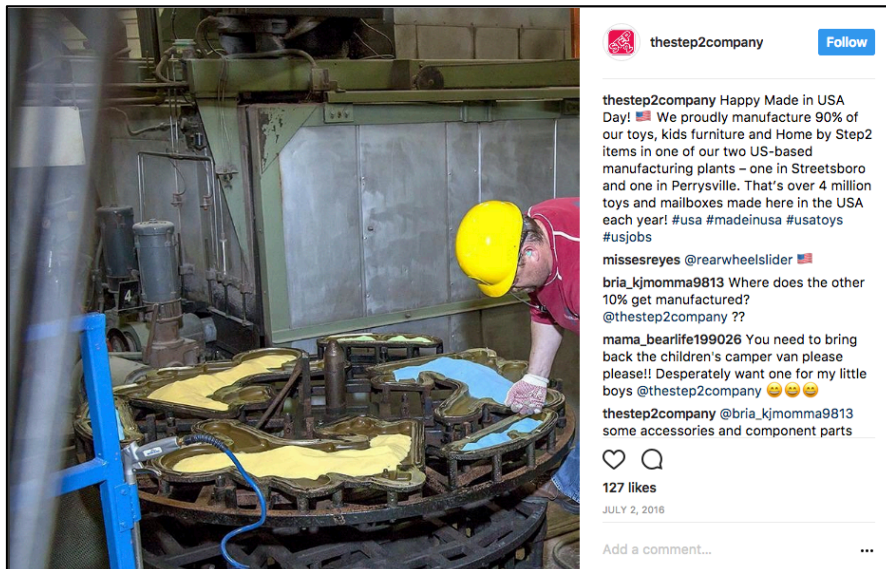 thestep2company
Follow
thestep2company Happy Made in USA
Day! 🇺🇸 We proudly manufacture 90% of
our toys, kids furniture and Home by Step2
items in one of our two US-based
manufacturing plants – one in Streetsboro
and one in Perrysville. That's over 4 million
toys and mailboxes made here in the USA
each year! #usa #madeinusa #usatoys
#usjobs
missesreyes @rearwheelslider 🇺🇸
bria_kjmomma9813 Where does the other
10% get manufactured?
@thestep2company ??
mama_bearlife199026 You need to bring
back the children's camper van please
please!! Desperately want one for my little
boys @thestep2company 😄😄😄
thestep2company @bria_kjmomma9813
some accessories and component parts
127 likes
JULY 2, 2016
Add a comment...
4